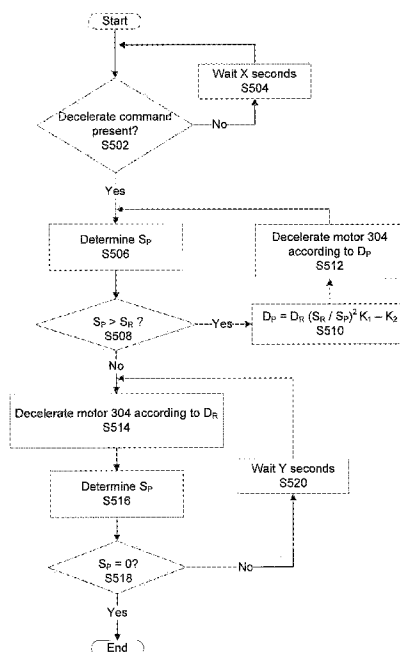 Start
Wait X seconds
S504
Decelerate command
present?
S502
No
Yes
Determine S_P
S506
Decelerate motor 304
according to D_P
S512
S_P > S_R ?
S508
Yes
D_P = D_R (S_R / S_P)² K_1 – K_2
S510
No
Decelerate motor 304 according to D_R
S514
Wait Y seconds
S520
Determine S_P
S516
S_P = 0?
S518
No
Yes
End